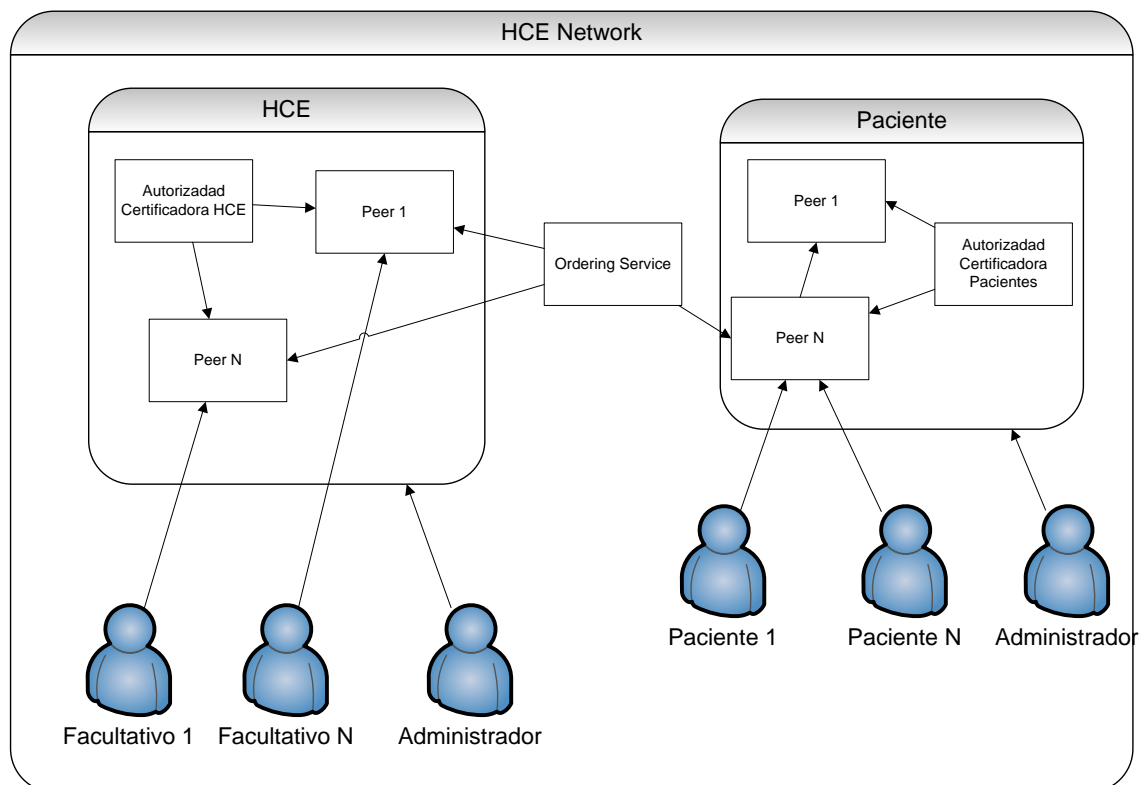 HCE Network
HCE
Autorizadad
Certificadora HCE
Peer 1
Peer N
Ordering Service
Paciente
Peer 1
Autorizadad
Certificadora
Pacientes
Peer N
Paciente 1
Paciente N
Administrador
Facultativo 1
Facultativo N
Administrador